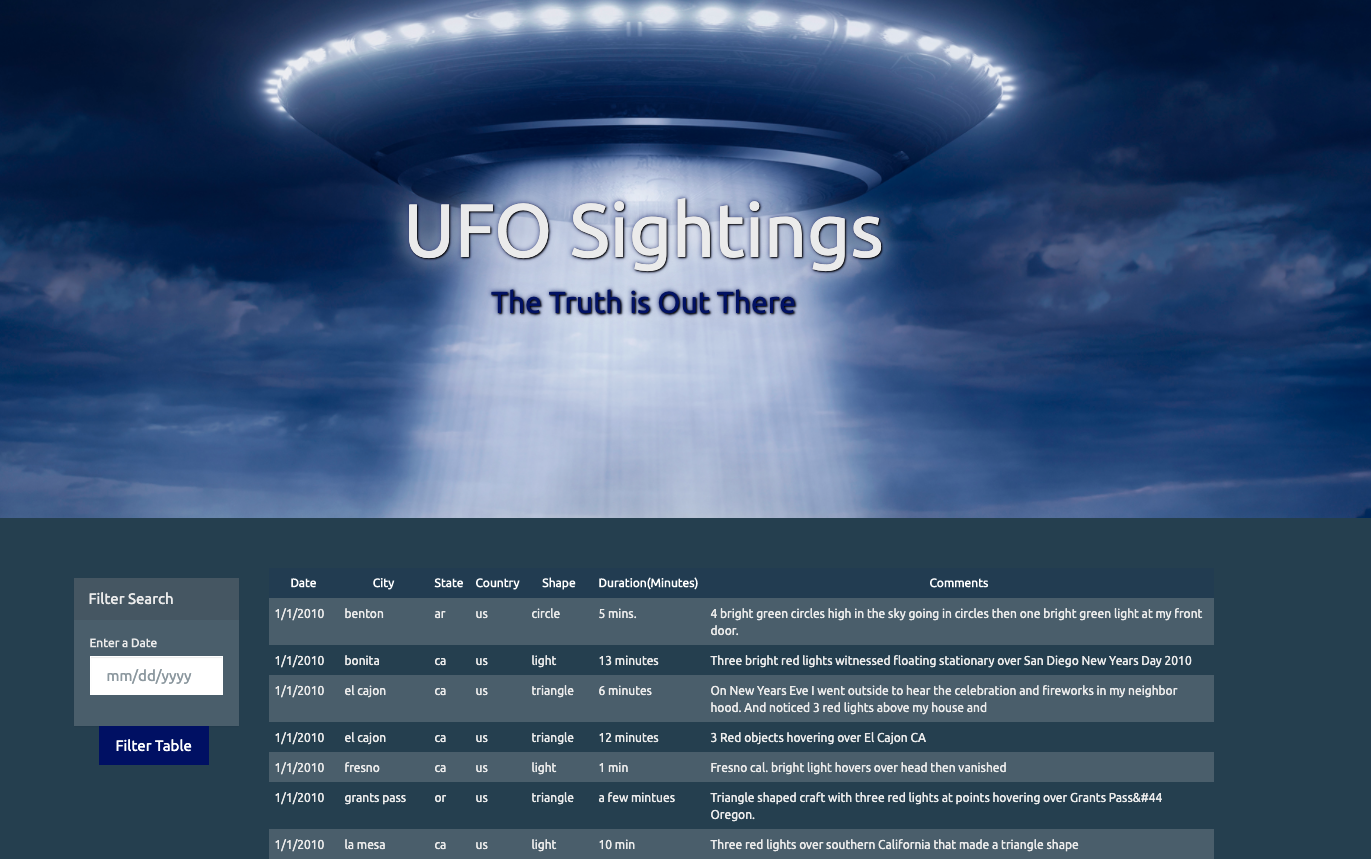 UFO Sightings
The Truth is Out There
Filter Search
Enter a Date
mm/dd/yyyy
Filter Table
Date City State Country Shape Duration(Minutes) Comments
1/1/2010 benton ar us circle 5 mins. 4 bright green circles high in the sky going in circles then one bright green light at my front
door.
1/1/2010 bonita ca us light 13 minutes Three bright red lights witnessed floating stationary over San Diego New Years Day 2010
1/1/2010 el cajon ca us triangle 6 minutes On New Years Eve I went outside to hear the celebration and fireworks in my neighbor
hood. And noticed 3 red lights above my house and
1/1/2010 el cajon ca us triangle 12 minutes 3 Red objects hovering over El Cajon CA
1/1/2010 fresno ca us light 1 min Fresno cal. bright light hovers over head then vanished
1/1/2010 grants pass or us triangle a few mintues Triangle shaped craft with three red lights at points hovering over Grants Pass&#44
Oregon.
1/1/2010 la mesa ca us light 10 min Three red lights over southern California that made a triangle shape